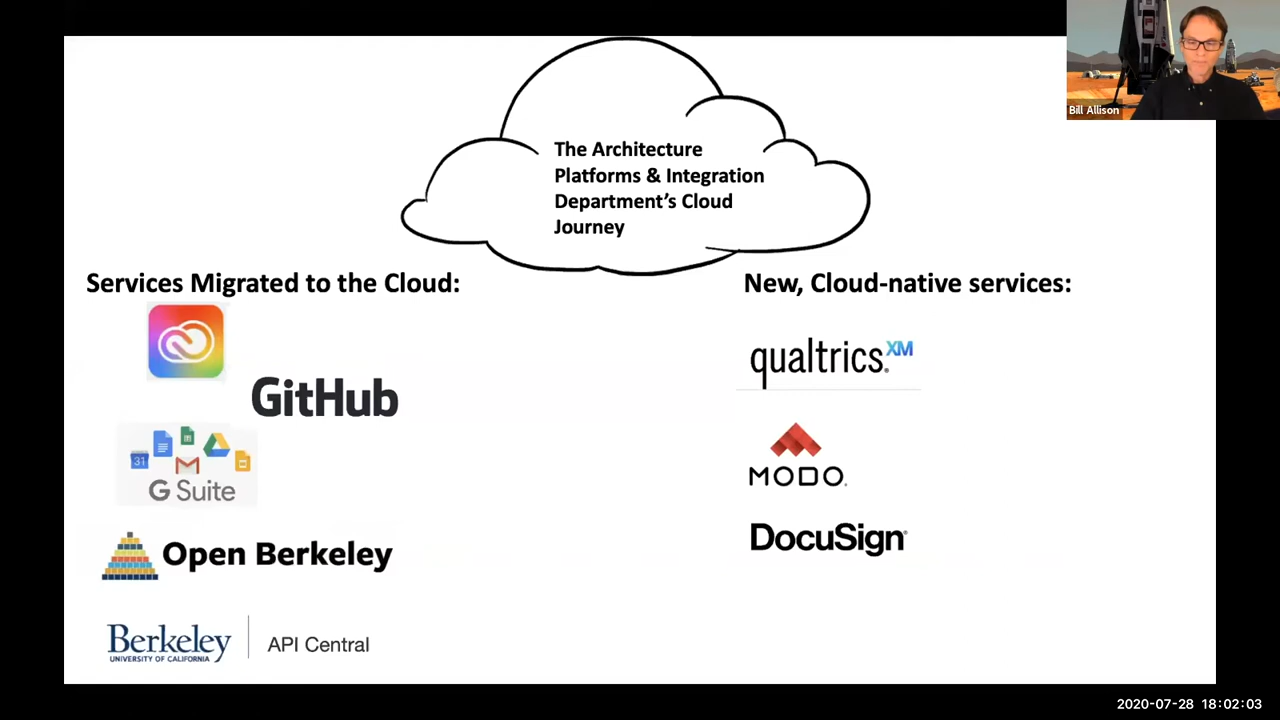 Bill Allison
The Architecture
Platforms & Integration
Department's Cloud
Journey
Services Migrated to the Cloud:
New, Cloud-native services:
qualtrics.XM
GitHub
31
G Suite
MODO
DocuSign
Open Berkeley
Berkeley
UNIVERSITY OF CALIFORNIA
API Central
2020-07-28 18:02:03